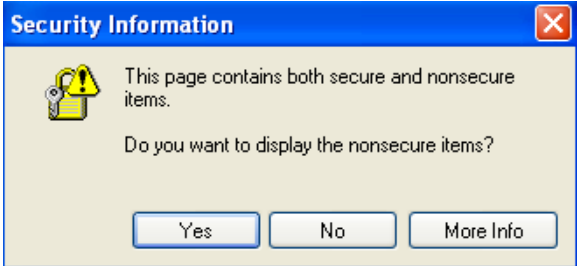 Security Information
This page contains both secure and nonsecure
items.
Do you want to display the nonsecure items?
Yes
No
More Info